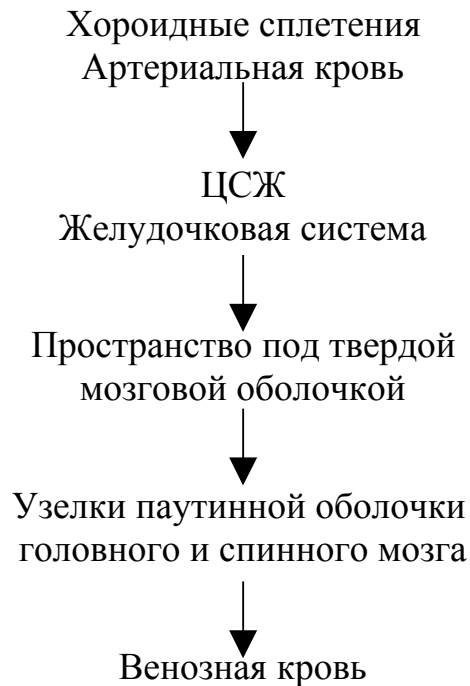 Хороидные сплетения
Артериальная кровь
ЦСЖ
Желудочковая система
Пространство под твердой
мозговой оболочкой
Узелки паутинной оболочки
головного и спинного мозга
Венозная кровь